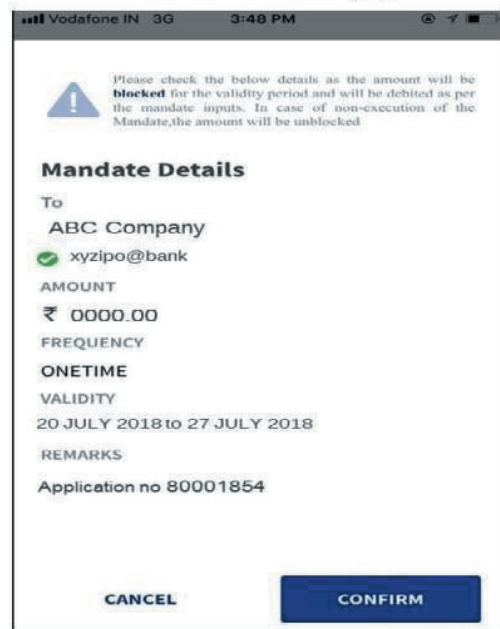 Vodafone IN 3G 3:48 PM
Please check the below details as the amount will be
blocked for the validity period and will be debited as per
the mandate inputs. In case of non-execution of the
Mandate,the amount will be unblocked
Mandate Details
To
ABC Company
xyzipo@bank
AMOUNT
₹ 0000.00
FREQUENCY
ONETIME
VALIDITY
20 JULY 2018 to 27 JULY 2018
REMARKS
Application no 80001854
CANCEL CONFIRM